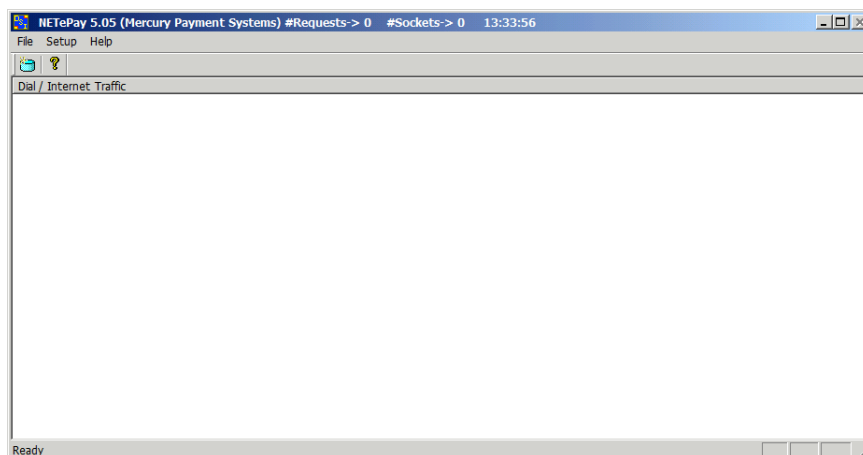 NETePay 5.05 (Mercury Payment Systems) #Requests-> 0 #Sockets-> 0 13:33:56
File Setup Help
Dial / Internet Traffic
Ready